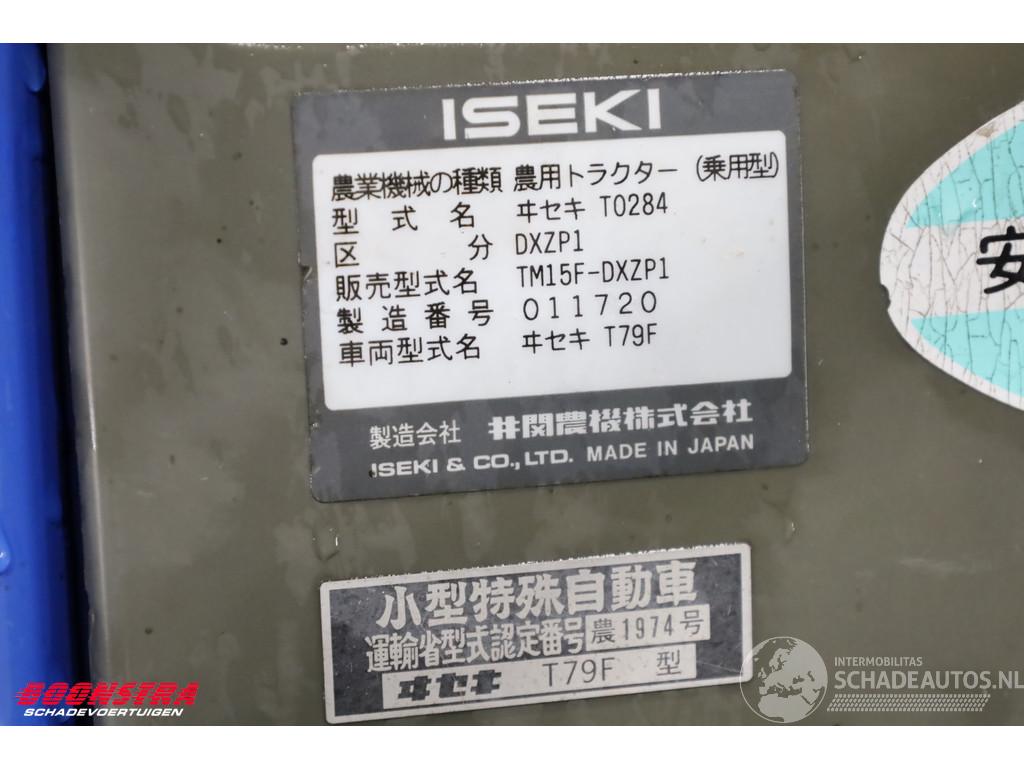 ISEKI
農業機械の種類 農用トラクター (乗用型)
型式名 ヰセキ T0284
区分 DXZP1
販売型式名 TM15F-DXZP1
製造番号 011720
車両型式名 ヰセキ T79F
製造会社 井関農機株式会社
ISEKI & CO., LTD. MADE IN JAPAN
安
小型特殊自動車
運輸省型式認定番号 農1974号
ヰセキ T79F 型
BOONSTRA
SCHADEVOERTUIGEN
INTERMOBILITAS
SCHADEAUTOS.NL